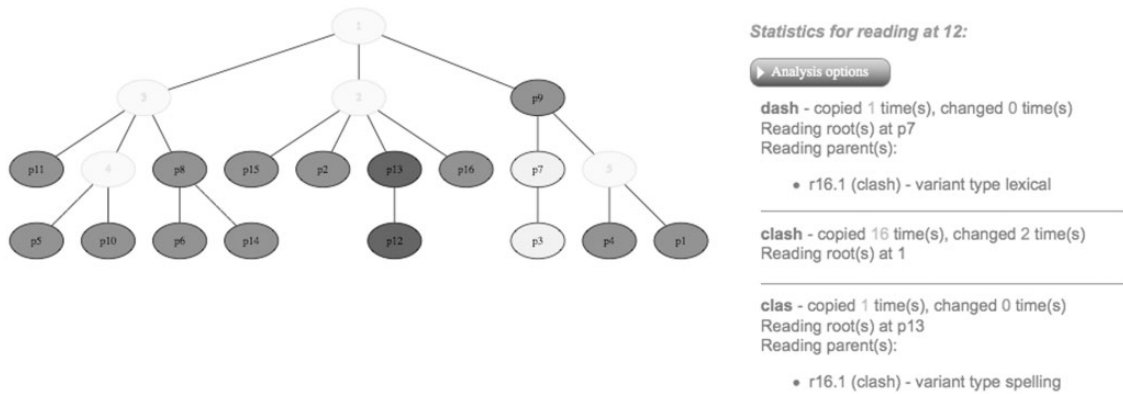 1
3
2
p9
p11
4
p8
p15
p2
p13
p16
p7
5
p5
p10
p6
p14
p12
p3
p4
p1
Statistics for reading at 12:
Analysis options
dash - copied 1 time(s), changed 0 time(s)
Reading root(s) at p7
Reading parent(s):
• r16.1 (clash) - variant type lexical
clash - copied 16 time(s), changed 2 time(s)
Reading root(s) at 1
clas - copied 1 time(s), changed 0 time(s)
Reading root(s) at p13
Reading parent(s):
• r16.1 (clash) - variant type spelling